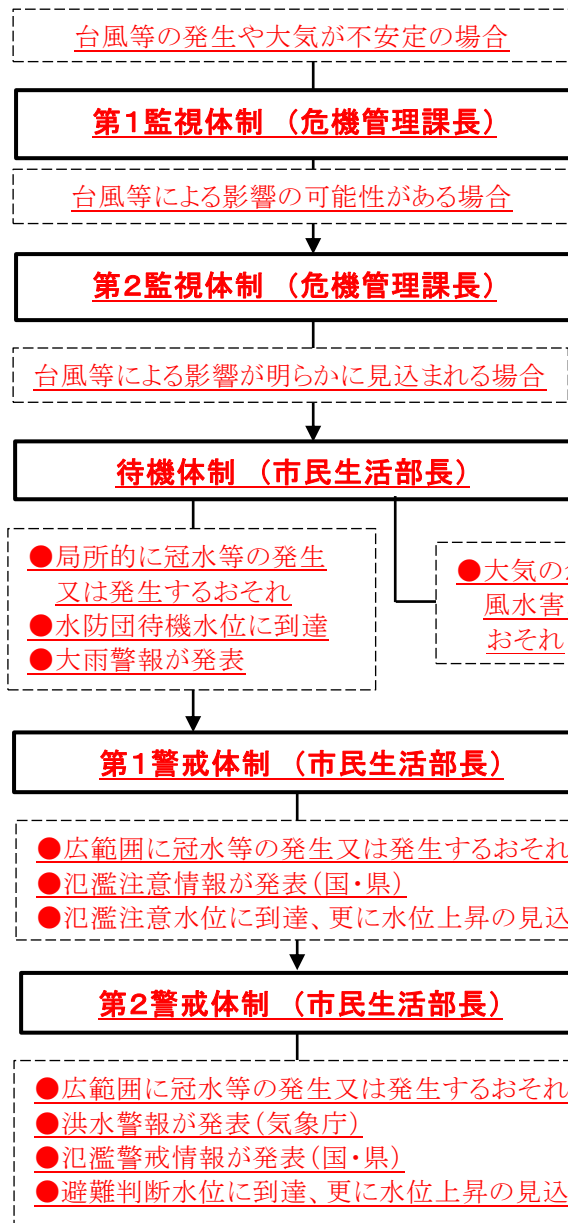 台風等の発生や大気が不安定の場合
第1監視体制 （危機管理課長）
台風等による影響の可能性がある場合
第2監視体制 （危機管理課長）
台風等による影響が明らかに見込まれる場合
待機体制 （市民生活部長）
●局所的に冠水等の発生
又は発生するおそれ
●水防団待機水位に到達
●大雨警報が発表
●大気の
風水害
おそれ
第1警戒体制 （市民生活部長）
●広範囲に冠水等の発生又は発生するおそれ
●氾濫注意情報が発表（国・県）
●氾濫注意水位に到達、更に水位上昇の見込
第2警戒体制 （市民生活部長）
●広範囲に冠水等の発生又は発生するおそれ
●洪水警報が発表（気象庁）
●氾濫警戒情報が発表（国・県）
●避難判断水位に到達、更に水位上昇の見込